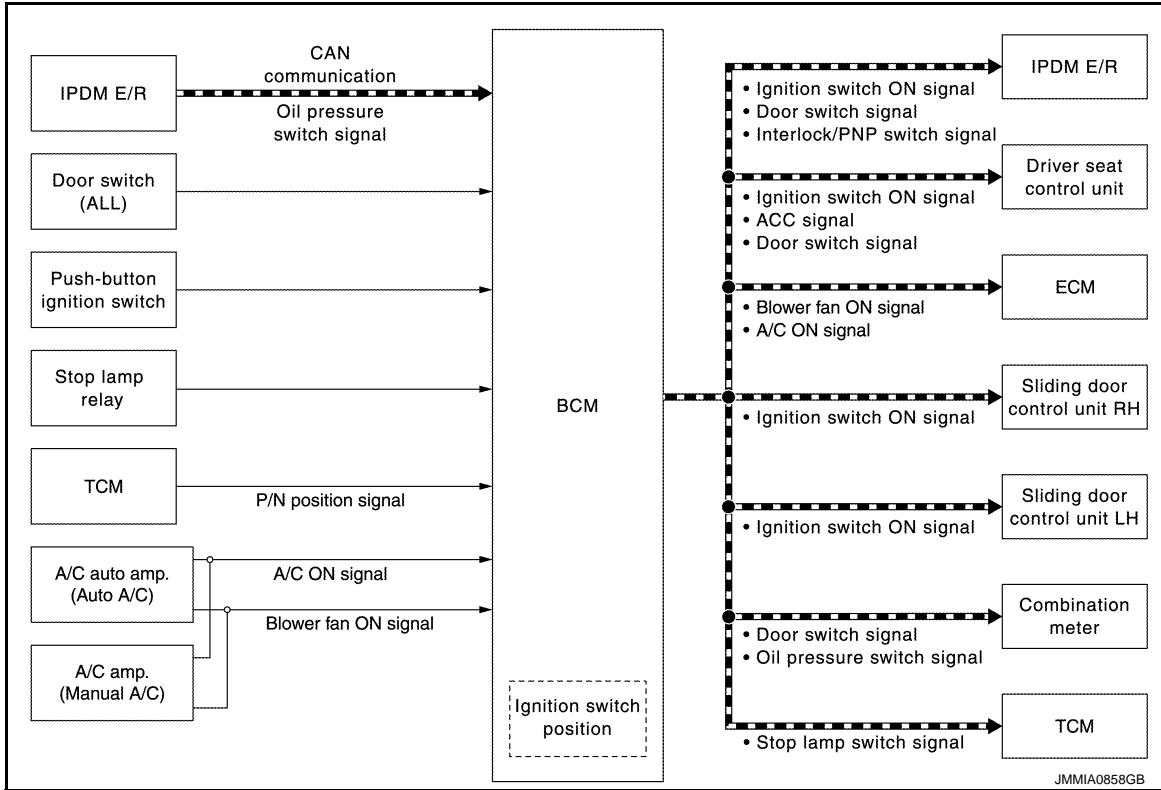 IPDM E/R
CAN
communication
Oil pressure
switch signal
Door switch
(ALL)
Push-button
ignition switch
Stop lamp
relay
TCM
P/N position signal
A/C auto amp.
(Auto A/C)
A/C ON signal
Blower fan ON signal
A/C amp.
(Manual A/C)
BCM
Ignition switch
position
IPDM E/R
• Ignition switch ON signal
• Door switch signal
• Interlock/PNP switch signal
Driver seat
control unit
• Ignition switch ON signal
• ACC signal
• Door switch signal
ECM
• Blower fan ON signal
• A/C ON signal
Sliding door
control unit RH
• Ignition switch ON signal
Sliding door
control unit LH
• Ignition switch ON signal
Combination
meter
• Door switch signal
• Oil pressure switch signal
TCM
• Stop lamp switch signal
JMMIA0858GB